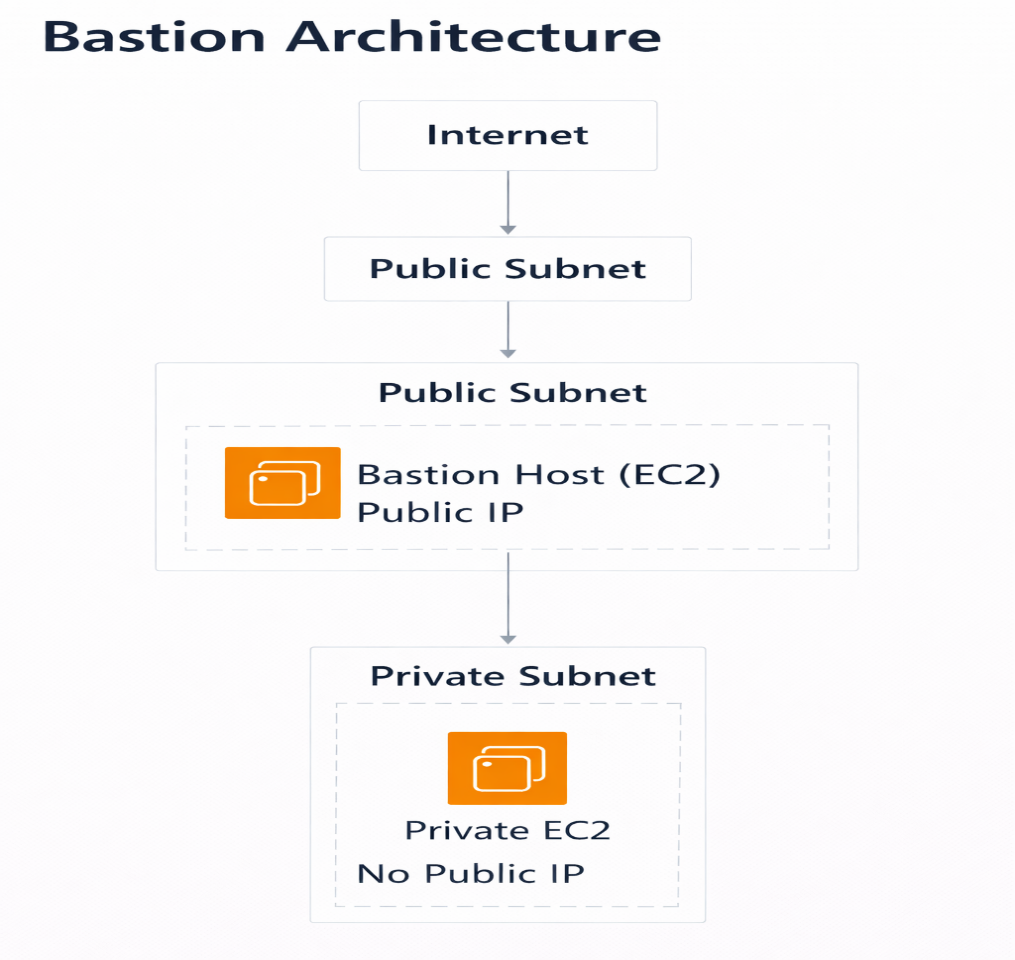 Bastion Architecture
Internet
Public Subnet
Public Subnet
Bastion Host (EC2)
Public IP
Private Subnet
Private EC2
No Public IP